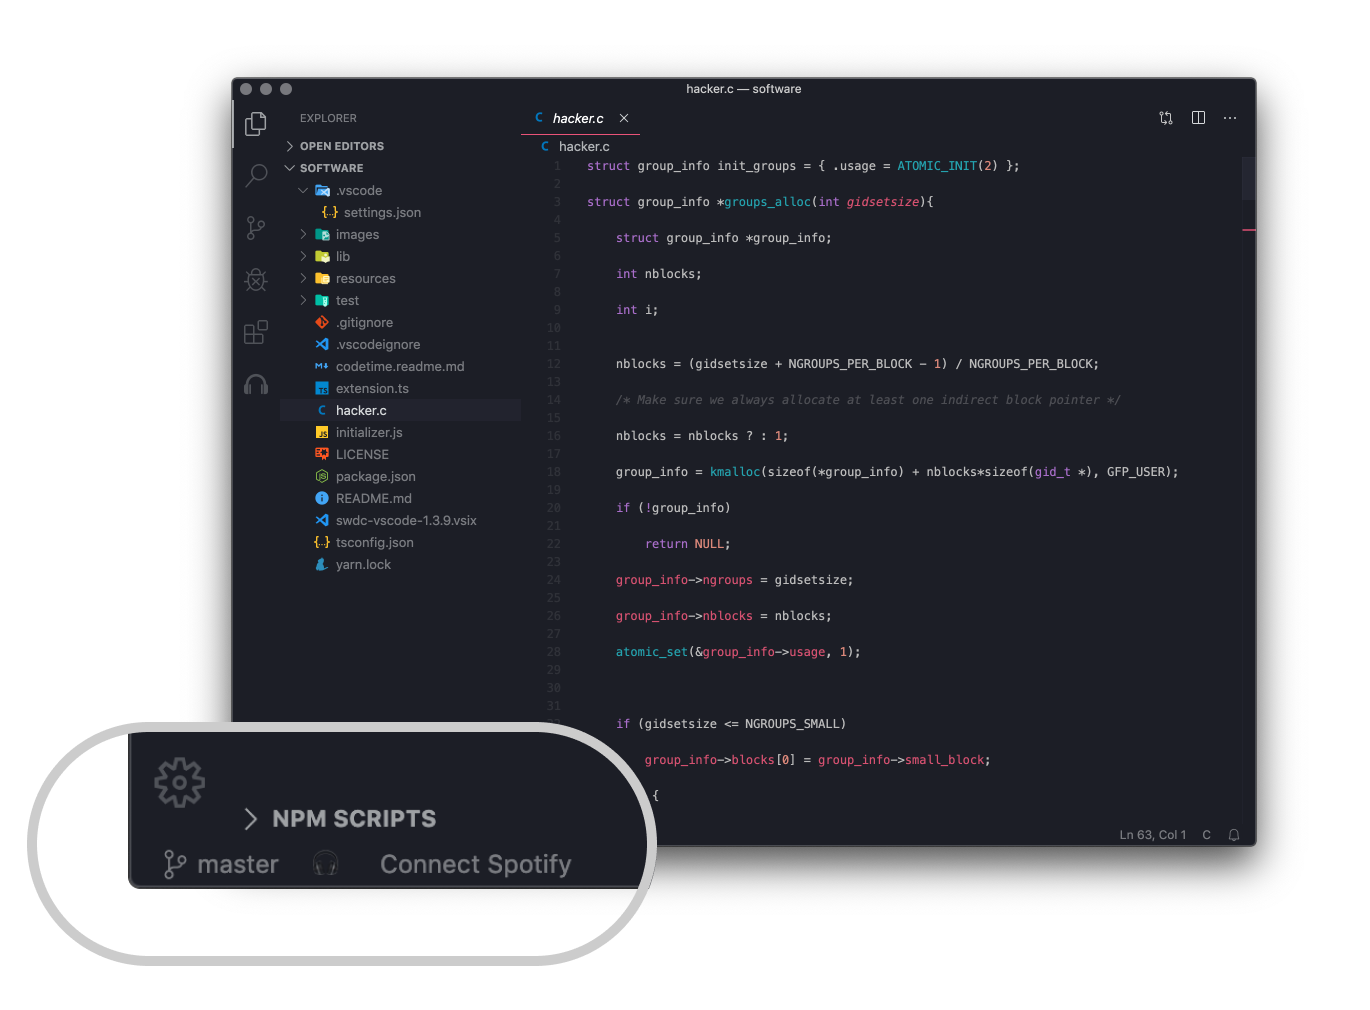 hacker.c — software
EXPLORER
OPEN EDITORS
SOFTWARE
.vscode
{..} settings.json
images
lib
resources
test
.gitignore
.vscodeignore
codetime.readme.md
TS extension.ts
C hacker.c
JS initializer.js
LICENSE
package.json
README.md
swdc-vscode-1.3.9.vsix
{..} tsconfig.json
yarn.lock
C hacker.c
C hacker.c
1 struct group_info init_groups = { .usage = ATOMIC_INIT(2) };
2
3 struct group_info *groups_alloc(int gidsetsize){
4
5 struct group_info *group_info;
6
7 int nblocks;
8
9 int i;
10
11
12 nblocks = (gidsetsize + NGROUPS_PER_BLOCK - 1) / NGROUPS_PER_BLOCK;
13
14 /* Make sure we always allocate at least one indirect block pointer */
15
16 nblocks = nblocks ? : 1;
17
18 group_info = kmalloc(sizeof(*group_info) + nblocks*sizeof(gid_t *), GFP_USER);
19
20 if (!group_info)
21
22 return NULL;
23
24 group_info->ngroups = gidsetsize;
25
26 group_info->nblocks = nblocks;
27
28 atomic_set(&group_info->usage, 1);
29
30
31
if (gidsetsize <= NGROUPS_SMALL)
group_info->blocks[0] = group_info->small_block;
{
Ln 63, Col 1 C
NPM SCRIPTS
master Connect Spotify